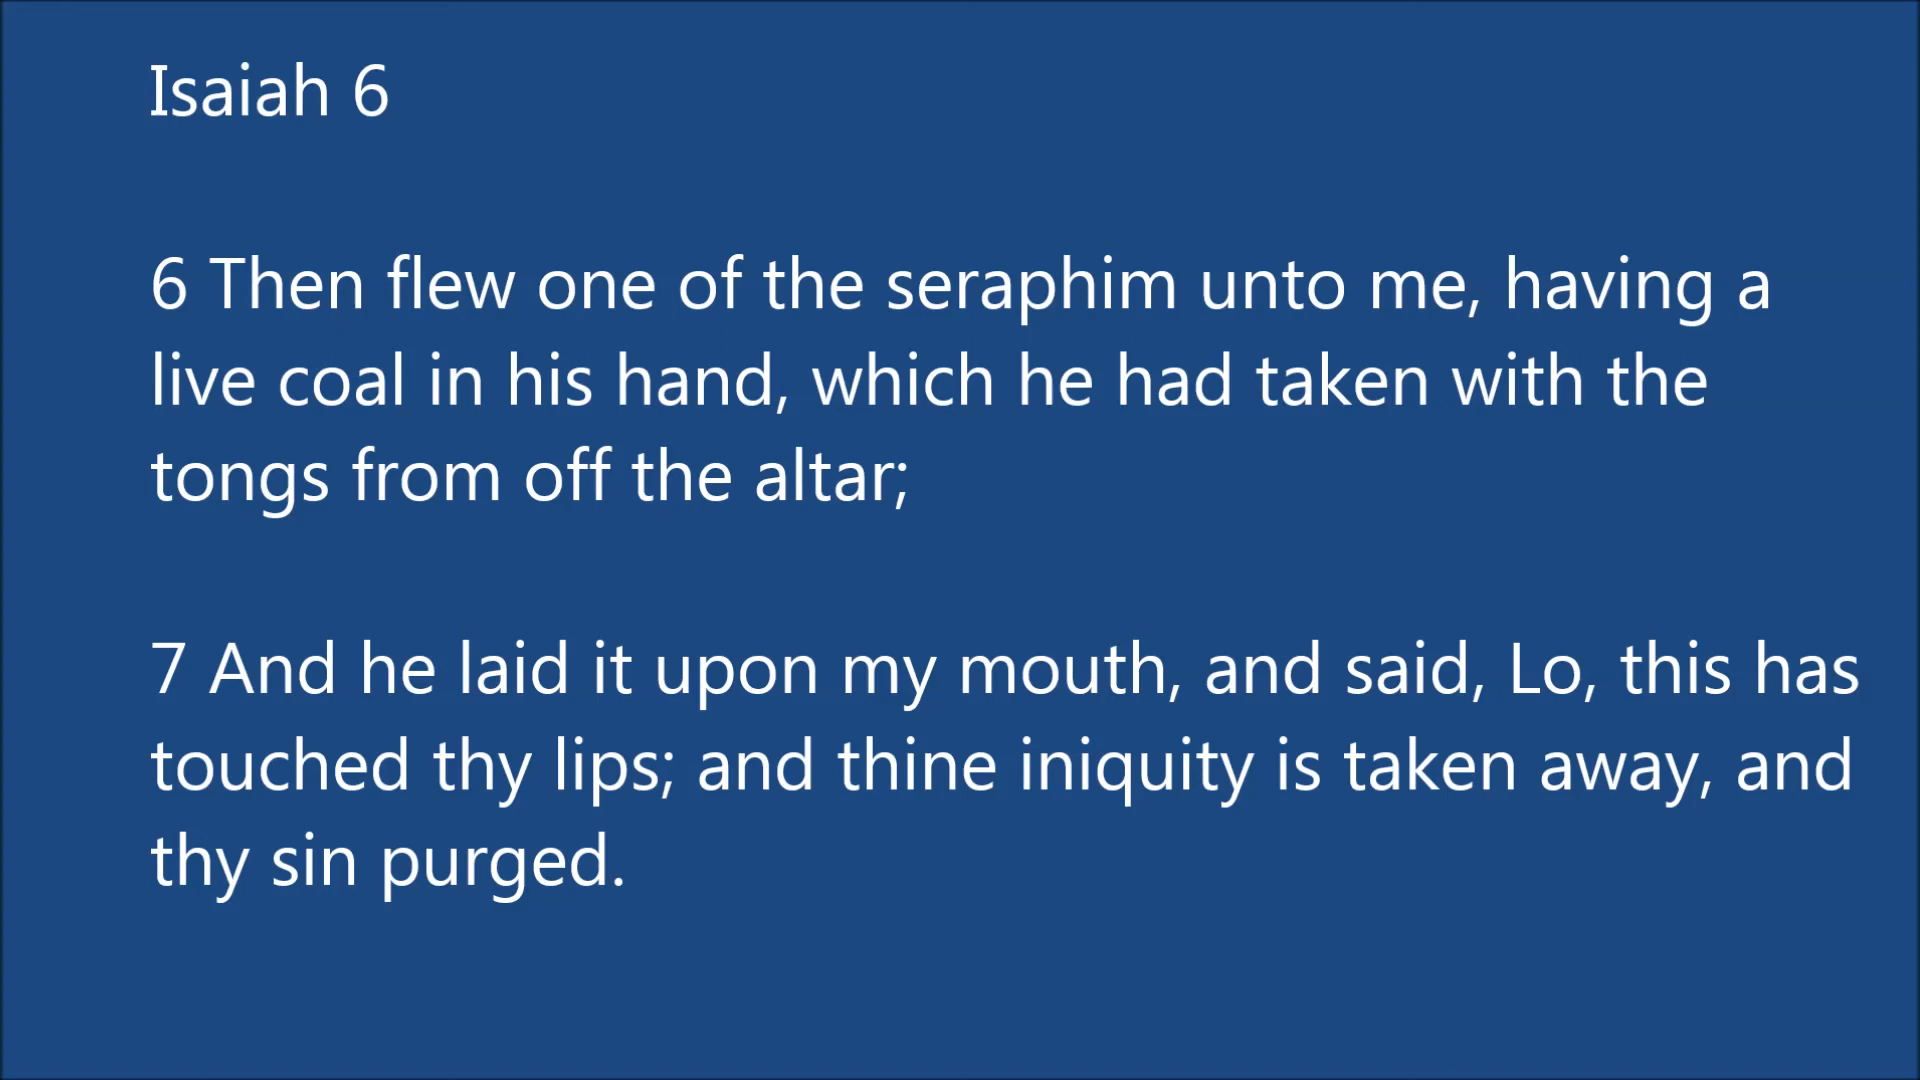 Isaiah 6
6 Then flew one of the seraphim unto me, having a
live coal in his hand, which he had taken with the
tongs from off the altar;
7 And he laid it upon my mouth, and said, Lo, this has
touched thy lips; and thine iniquity is taken away, and
thy sin purged.